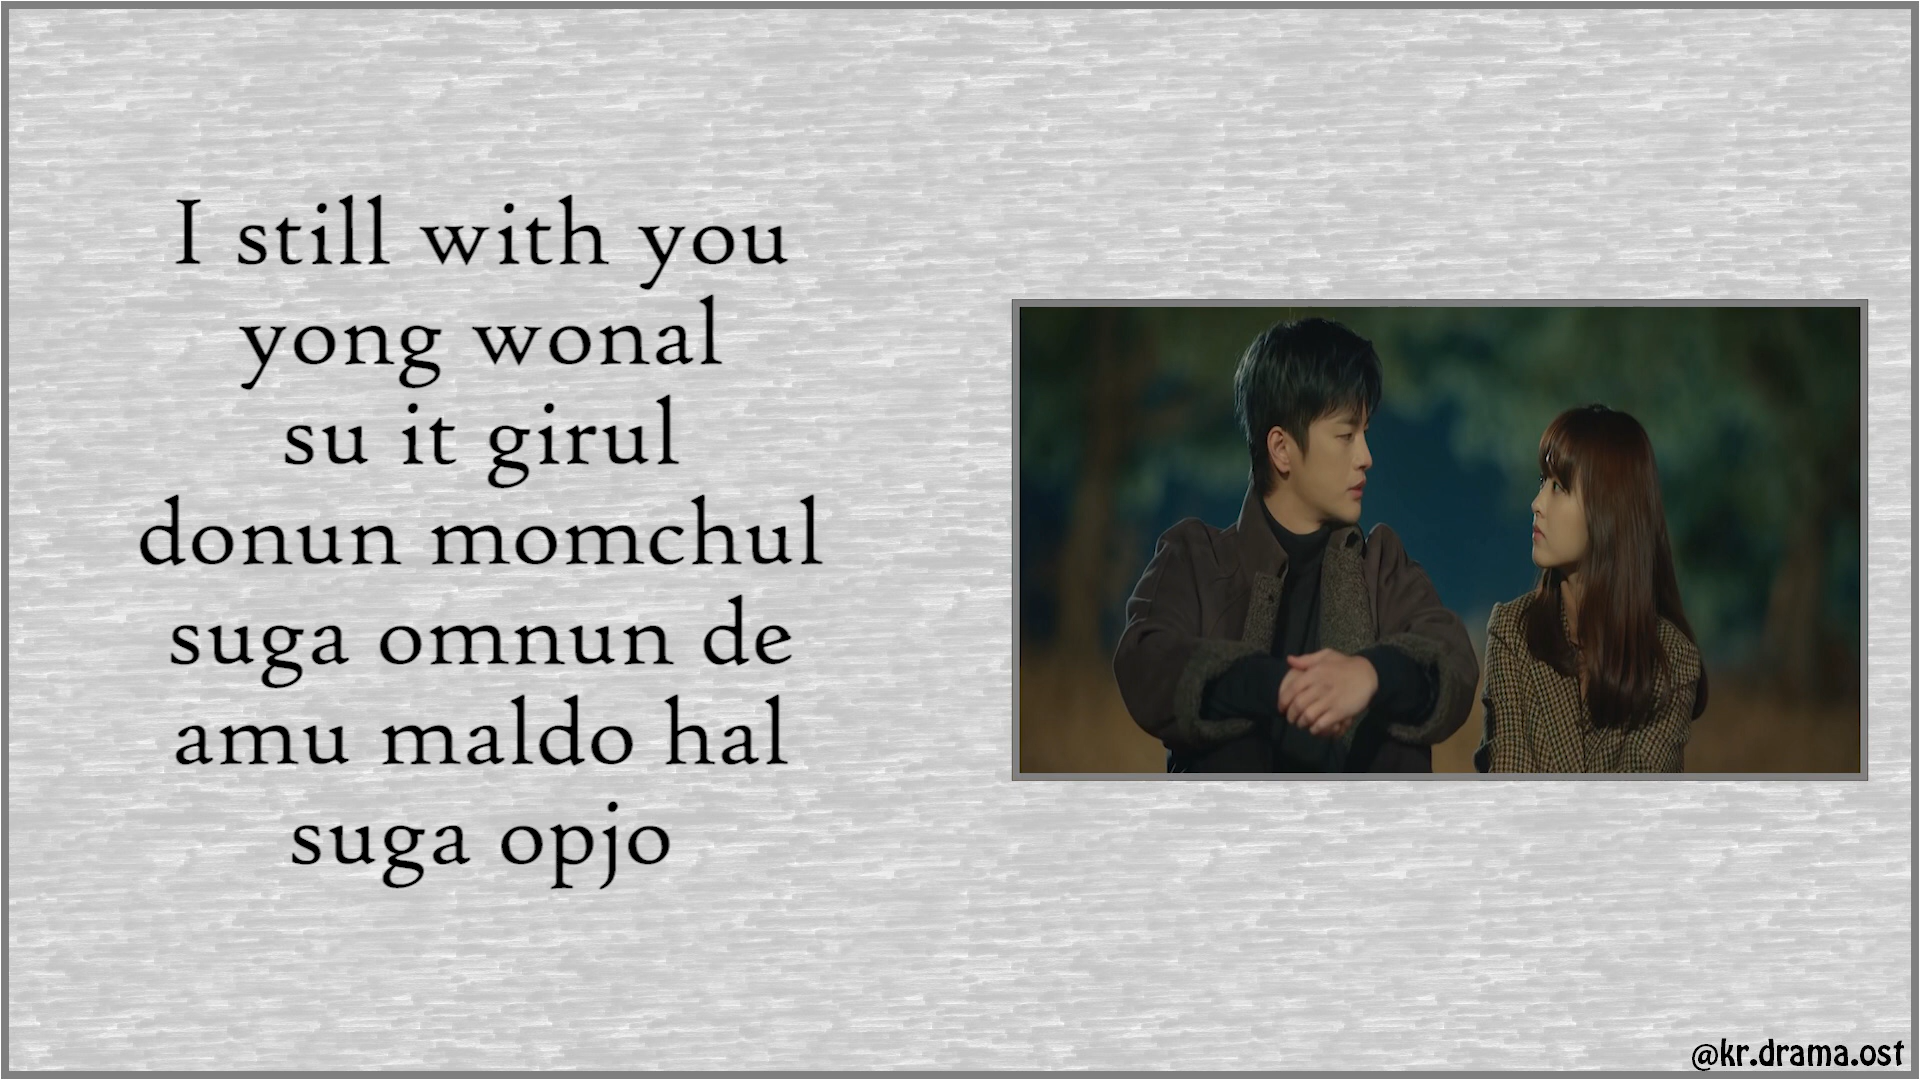 I still with you
yong wonal
su it girul
donun momchul
suga omnun de
amu maldo hal
suga opjo
@kr.drama.ost